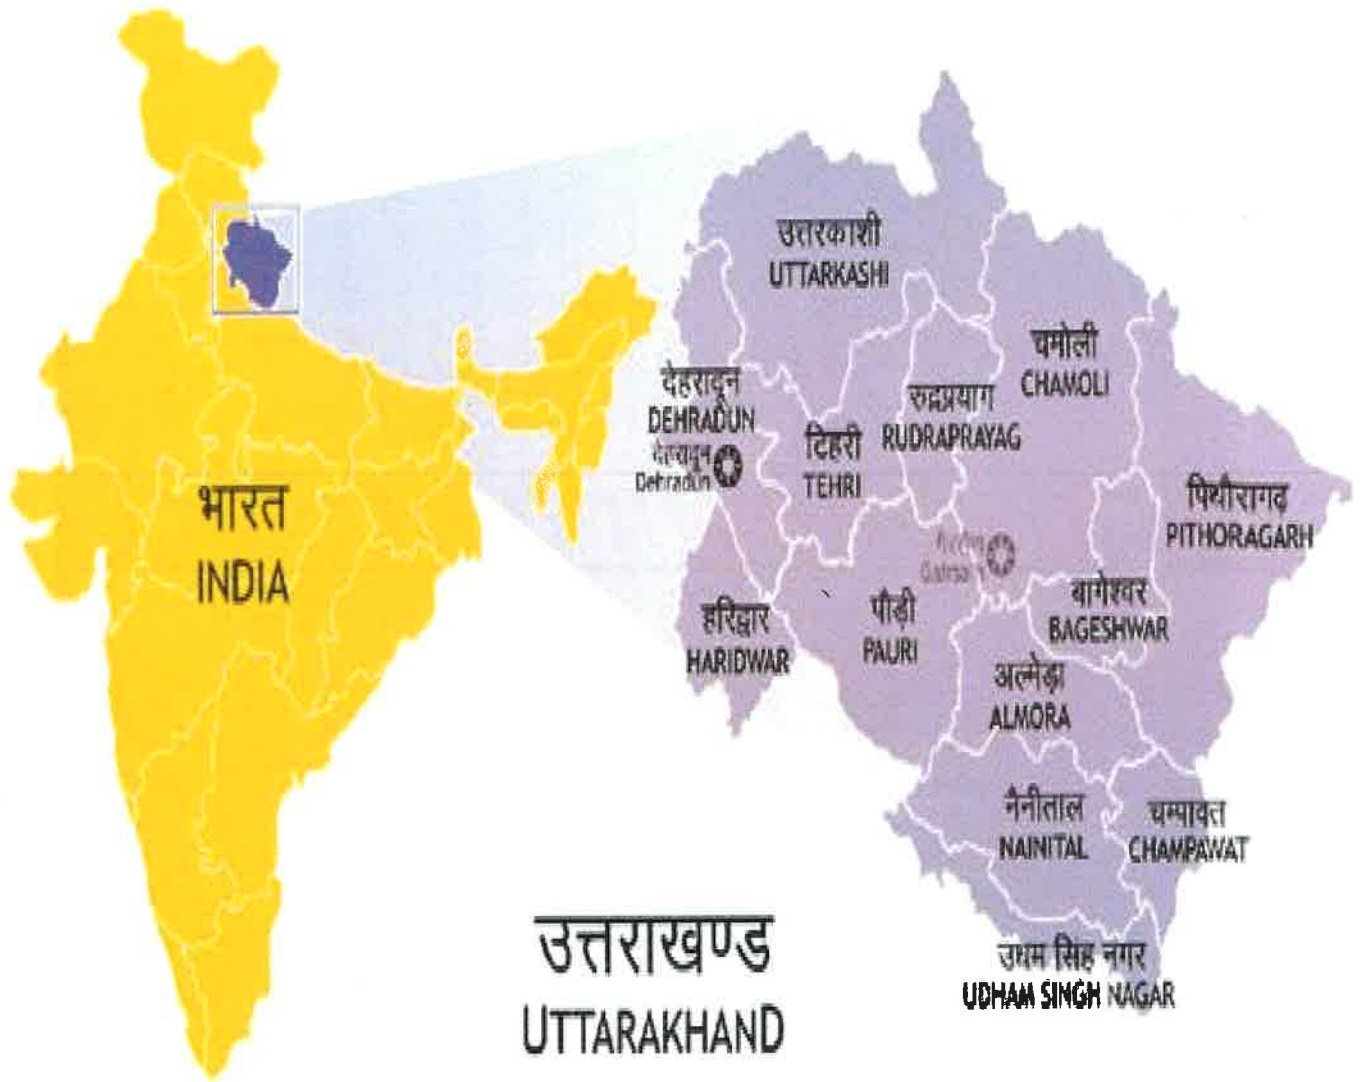 भारत
INDIA
उत्तरकाशी
UTTARKASHI
चमोली
CHAMOLI
देहरादून
DEHRADUN
देहरादून
Dehradun
टिहरी
TEHRI
रुद्रप्रयाग
RUDRAPRAYAG
पिथौरागढ़
PITHORAGARH
हरिद्वार
HARIDWAR
पौड़ी
PAURI
बागेश्वर
BAGESHWAR
अल्मोड़ा
ALMORA
नैनीताल
NAINITAL
चम्पावत
CHAMPAWAT
उधम सिंह नगर
UDHAM SINGH NAGAR
उत्तराखण्ड
UTTARAKHAND